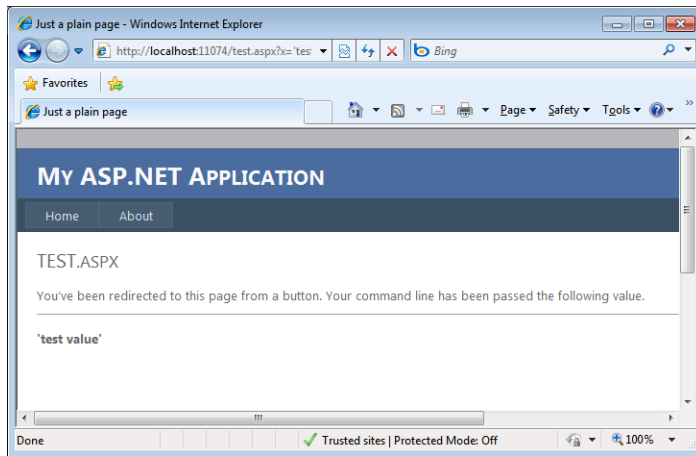 Just a plain page - Windows Internet Explorer
http://localhost:11074/test.aspx?x='tes
Bing
Favorites
Just a plain page
Page Safety Tools
MY ASP.NET APPLICATION
Home About
TEST.ASPX
You've been redirected to this page from a button. Your command line has been passed the following value.
'test value'
Done Trusted sites | Protected Mode: Off 100%